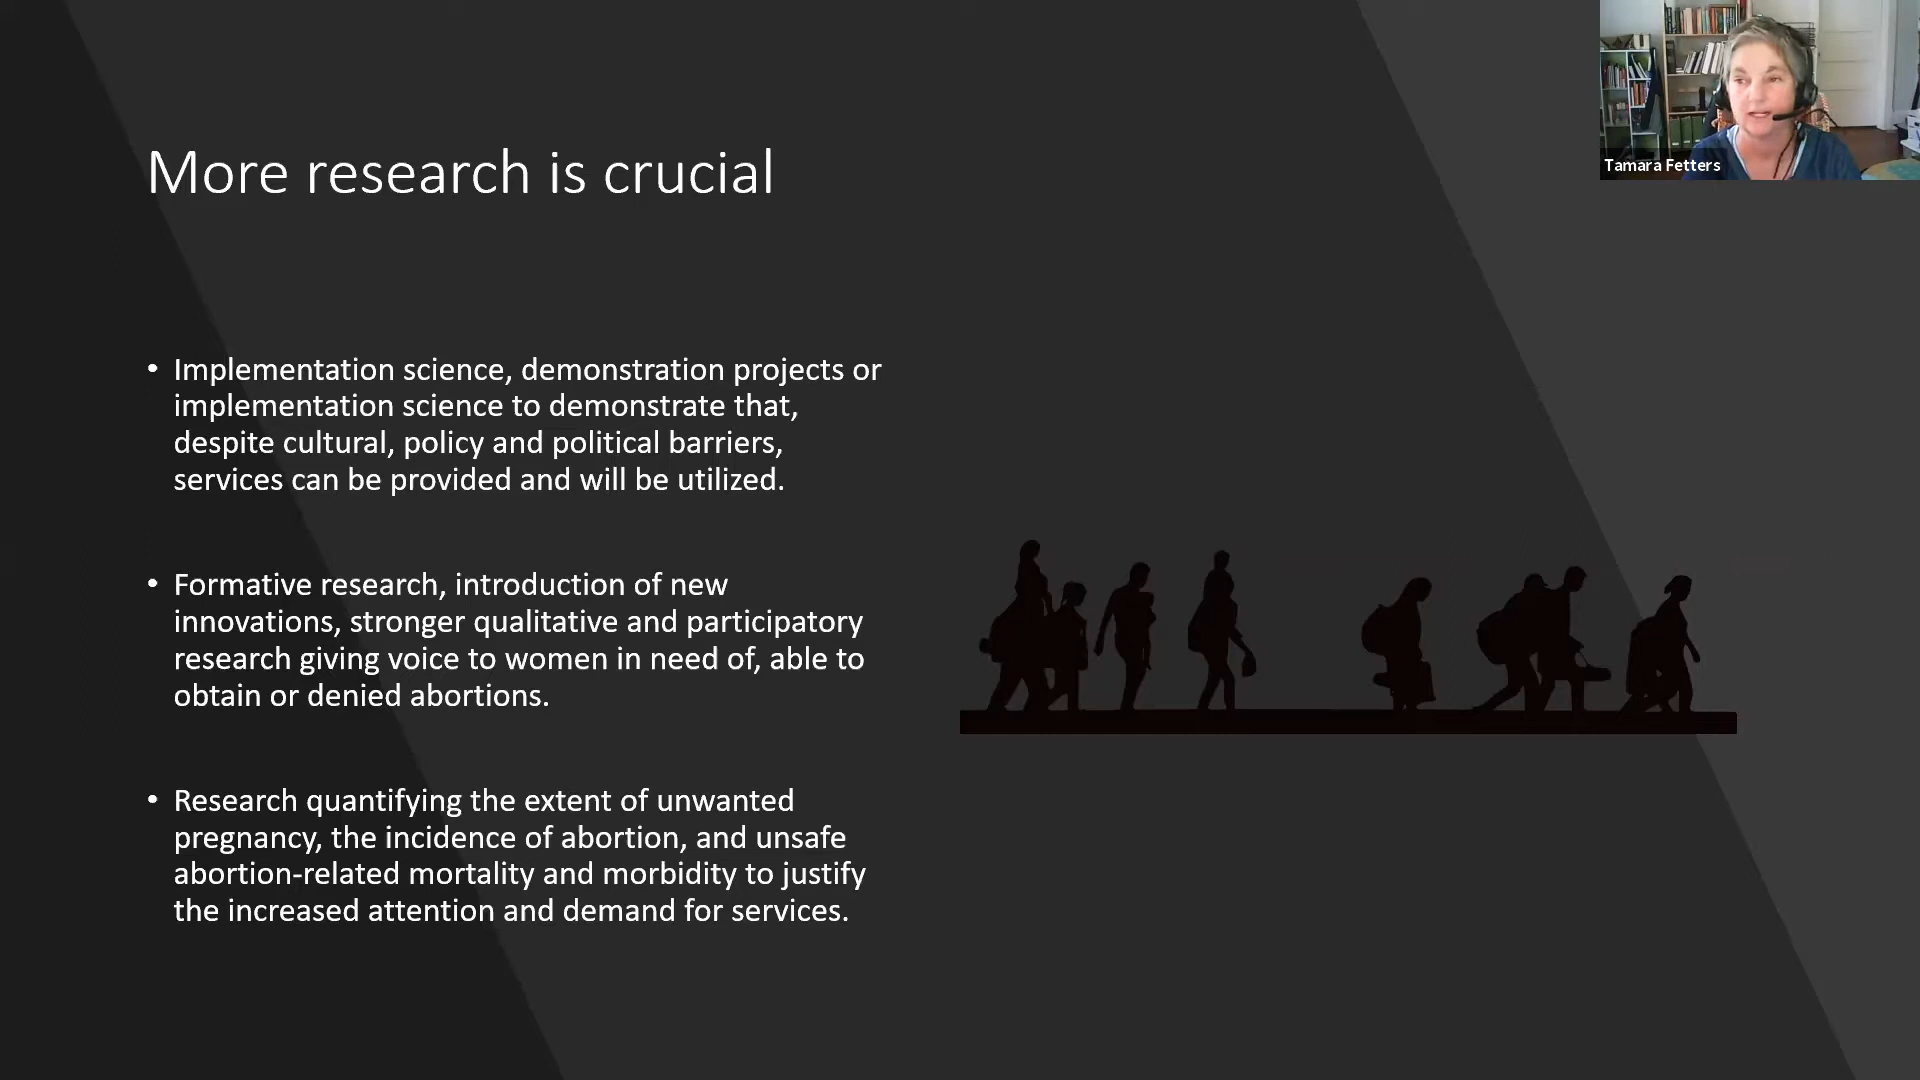 More research is crucial
• Implementation science, demonstration projects or
implementation science to demonstrate that,
despite cultural, policy and political barriers,
services can be provided and will be utilized.
• Formative research, introduction of new
innovations, stronger qualitative and participatory
research giving voice to women in need of, able to
obtain or denied abortions.
• Research quantifying the extent of unwanted
pregnancy, the incidence of abortion, and unsafe
abortion-related mortality and morbidity to justify
the increased attention and demand for services.
Tamara Fetters